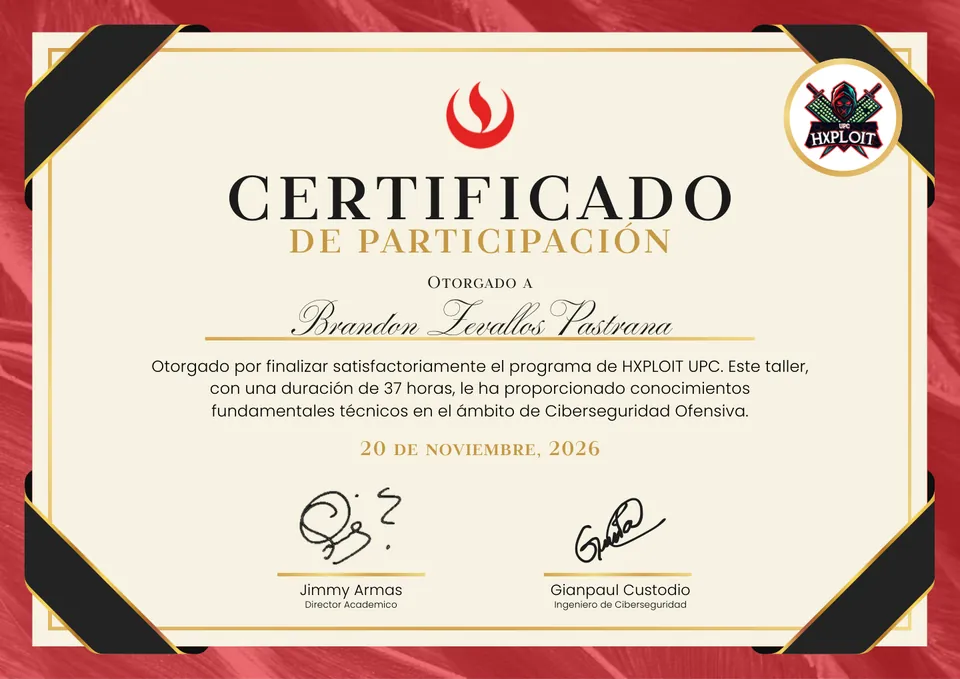 UPC
HXPLOIT
CERTIFICADO
DE PARTICIPACIÓN
Otorgado a
Brandon Zevallos Pastrana
Otorgado por finalizar satisfactoriamente el programa de HXPLOIT UPC. Este taller,
con una duración de 37 horas, le ha proporcionado conocimientos
fundamentales técnicos en el ámbito de Ciberseguridad Ofensiva.
20 de noviembre, 2026
Jimmy Armas
Director Academico
Gianpaul Custodio
Ingeniero de Ciberseguridad